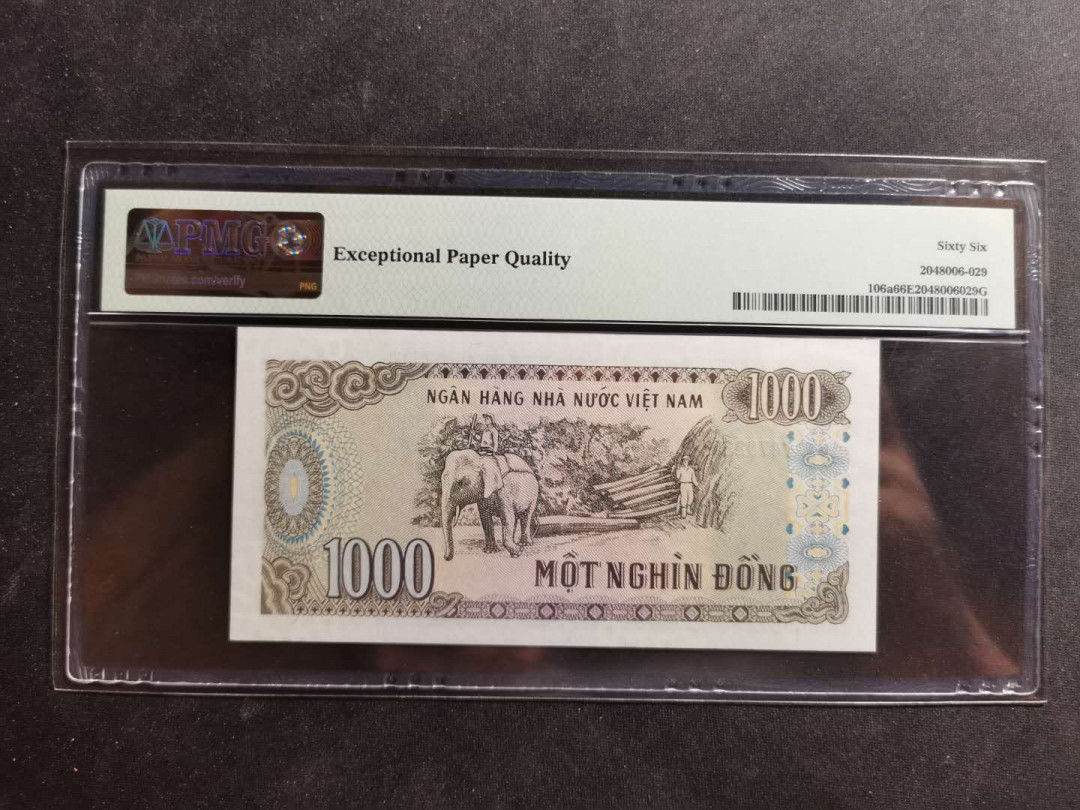 PMG
PNG
Exceptional Paper Quality
Sixty Six
2048006-029
106a66E2048006029G
NGÂN HÀNG NHÀ NƯỚC VIỆT NAM
1000
1000
MỘT NGHÌN ĐỒNG